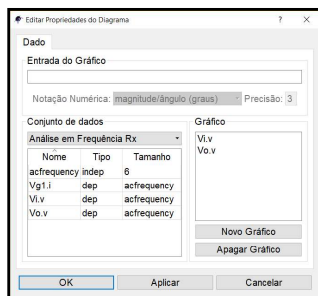 Editar Propriedades do Diagrama ? ×
Dado
Entrada do Gráfico
Notação Numérica: magnitude/ângulo (graus) Precisão: 3
Conjunto de dados
Análise em Frequência Rx
Nome Tipo Tamanho
acfrequency indep 6
Vg1.i dep acfrequency
Vi.v dep acfrequency
Vo.v dep acfrequency
Gráfico
Vi.v
Vo.v
Novo Gráfico
Apagar Gráfico
OK Aplicar Cancelar